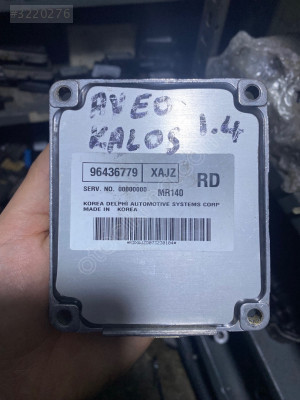 #3220276
AVEO
KALOS 1.4
96436779 XAJZ
RD
SERV. NO. 00000000 MR140
KOREA DELPHI AUTOMOTIVE SYSTEMS CORP
MADE IN KOREA